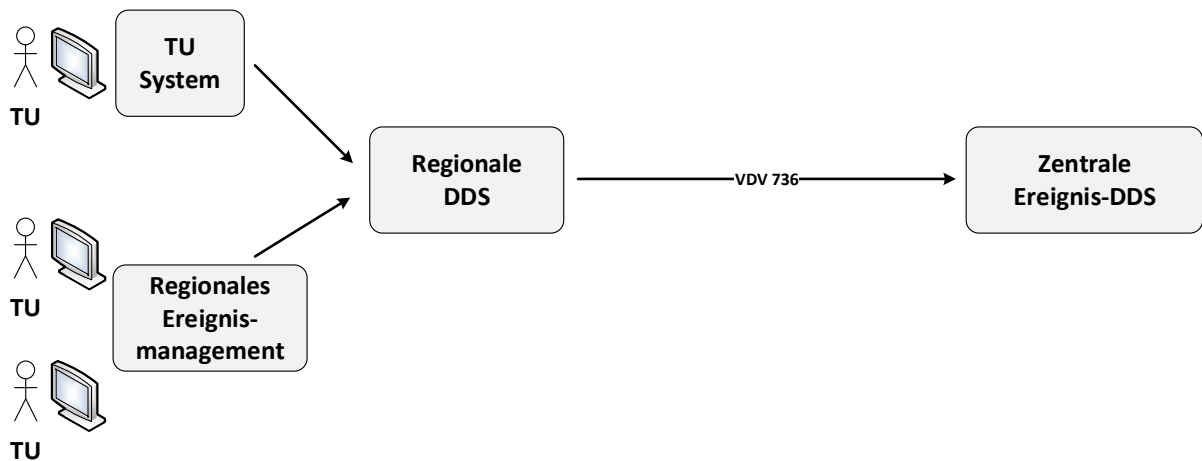 TU
System
TU
Regionale
DDS
VDV 736
Zentrale
Ereignis-DDS
TU
Regionales
Ereignis-
management
TU